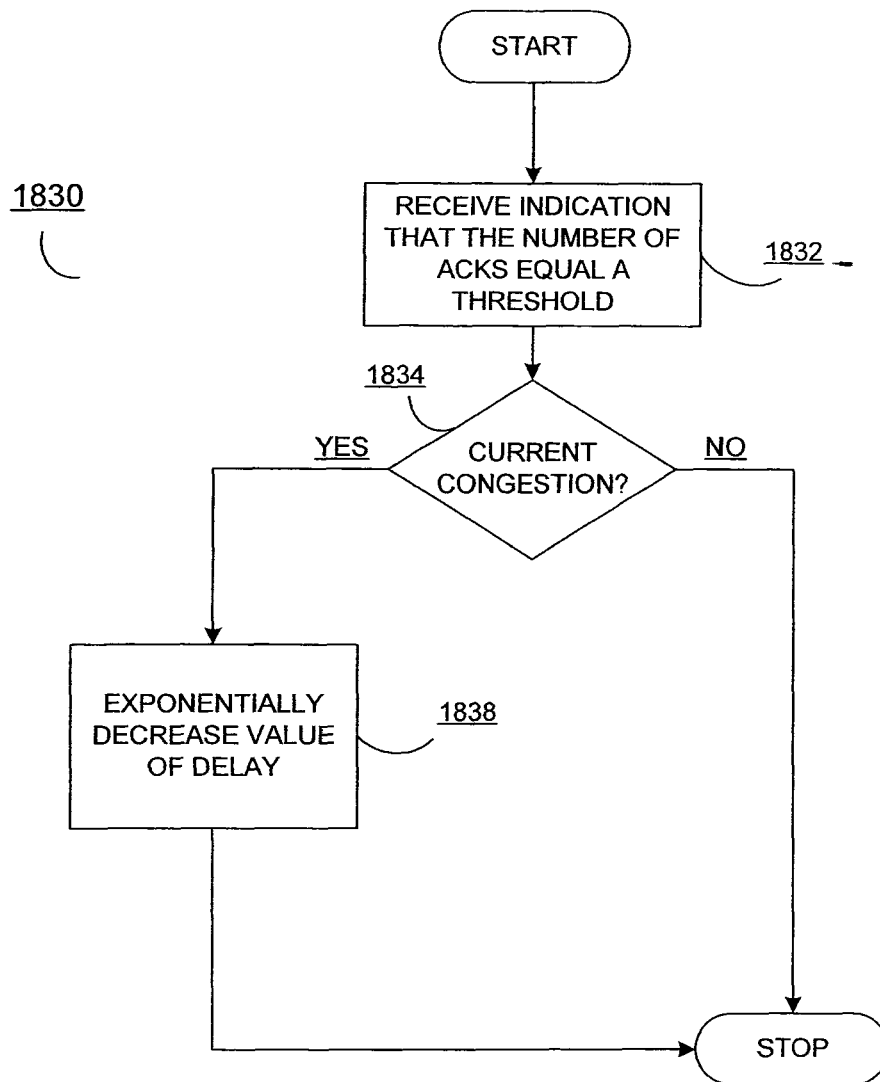 START
1830
RECEIVE INDICATION
THAT THE NUMBER OF
ACKS EQUAL A
THRESHOLD
1832
1834
YES
CURRENT
CONGESTION?
NO
EXPONENTIALLY
DECREASE VALUE
OF DELAY
1838
STOP